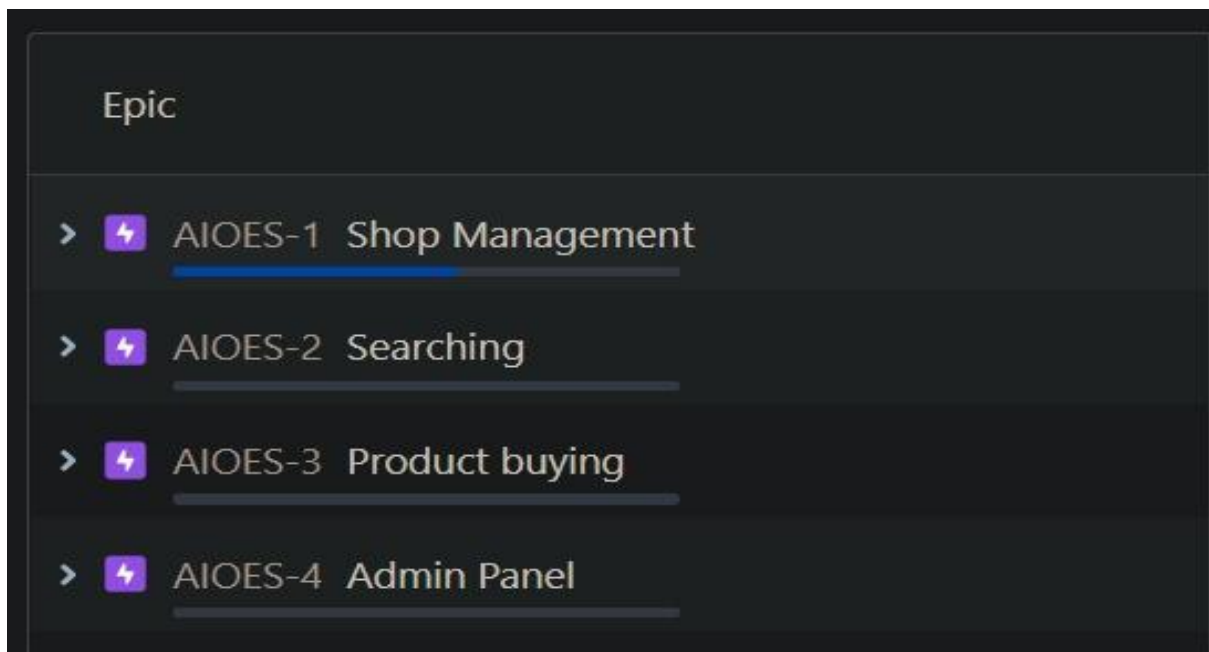 Epic
AIOES-1 Shop Management
AIOES-2 Searching
AIOES-3 Product buying
AIOES-4 Admin Panel